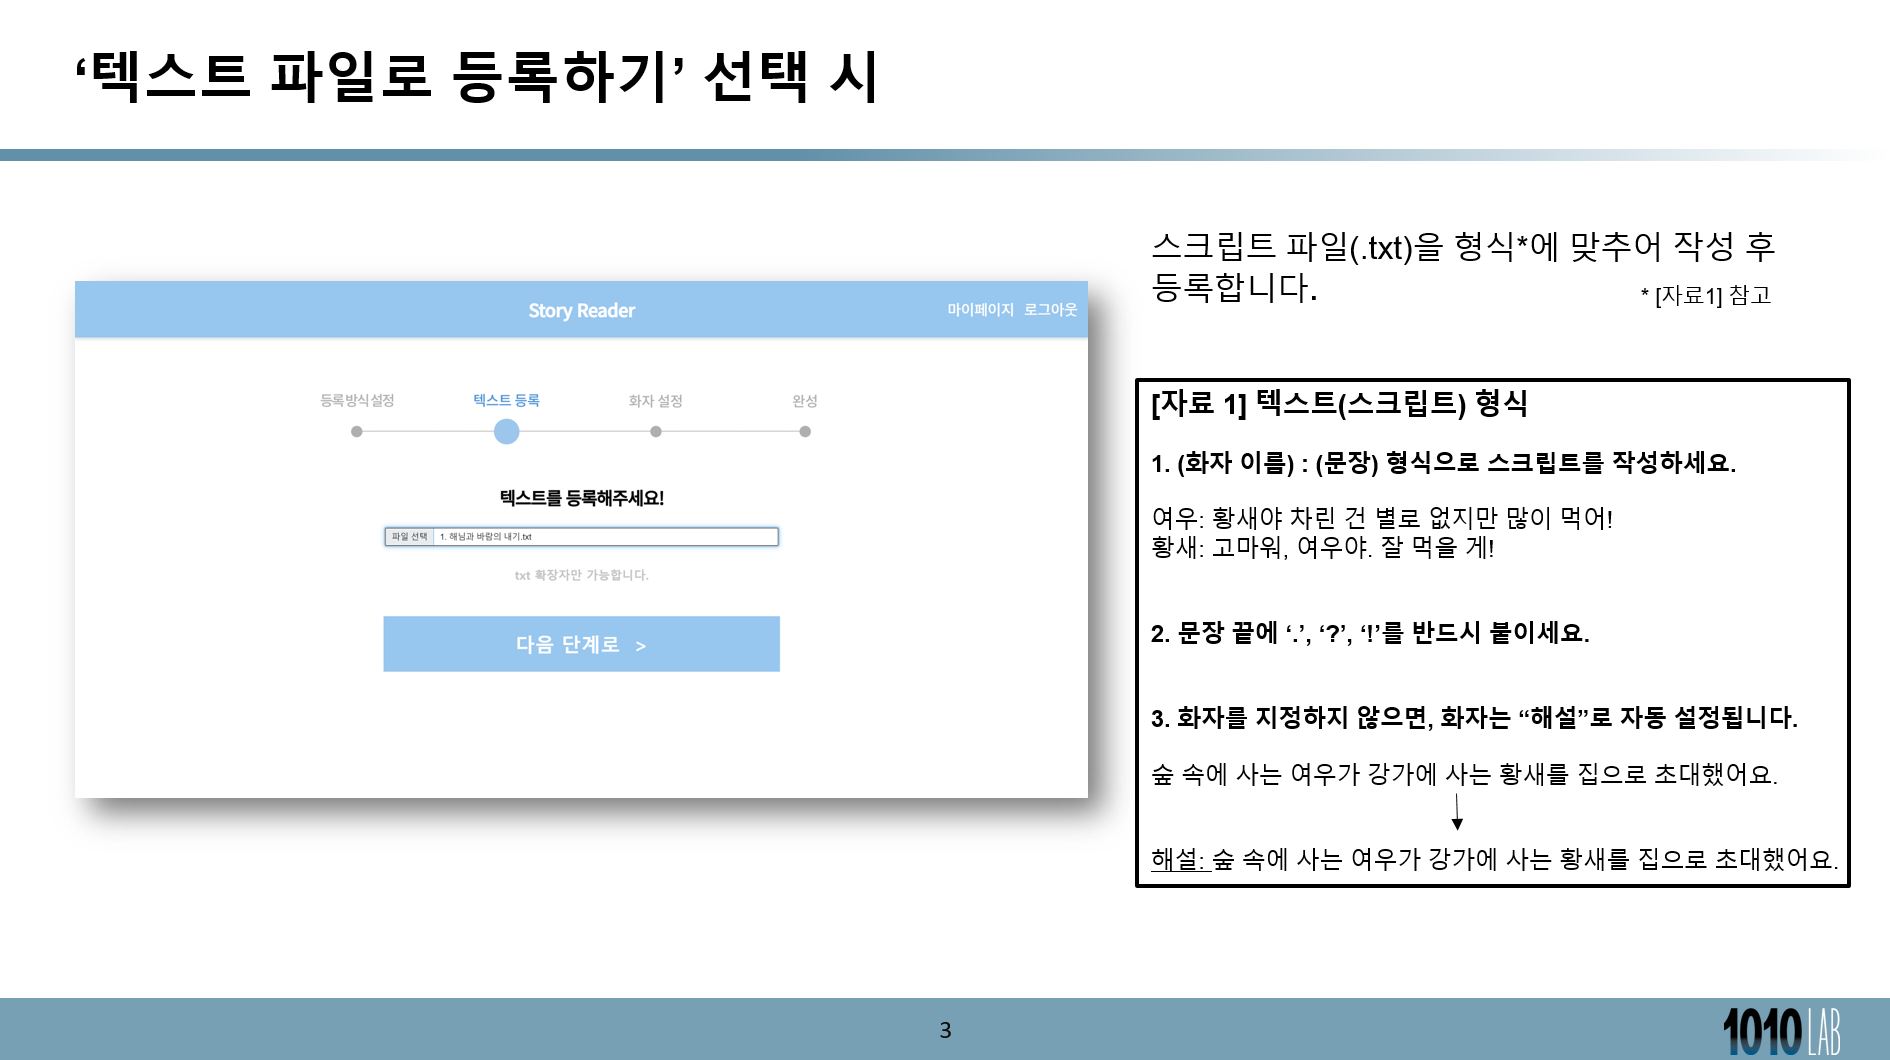 ‘텍스트 파일로 등록하기’ 선택 시
Story Reader
마이페이지 로그아웃
등록방식설정 텍스트 등록 화자 설정 완성
텍스트를 등록해주세요!
파일 선택 1. 해님과 바람의 내기.txt
txt 확장자만 가능합니다.
다음 단계로 >
스크립트 파일(.txt)을 형식*에 맞추어 작성 후
등록합니다.
* [자료1] 참고
[자료 1] 텍스트(스크립트) 형식
1. (화자 이름) : (문장) 형식으로 스크립트를 작성하세요.
여우: 황새야 차린 건 별로 없지만 많이 먹어!
황새: 고마워, 여우야. 잘 먹을 게!
2. 문장 끝에 ‘.’, ‘?’, ‘!’를 반드시 붙이세요.
3. 화자를 지정하지 않으면, 화자는 “해설”로 자동 설정됩니다.
숲 속에 사는 여우가 강가에 사는 황새를 집으로 초대했어요.
해설: 숲 속에 사는 여우가 강가에 사는 황새를 집으로 초대했어요.
3
1010 LAB